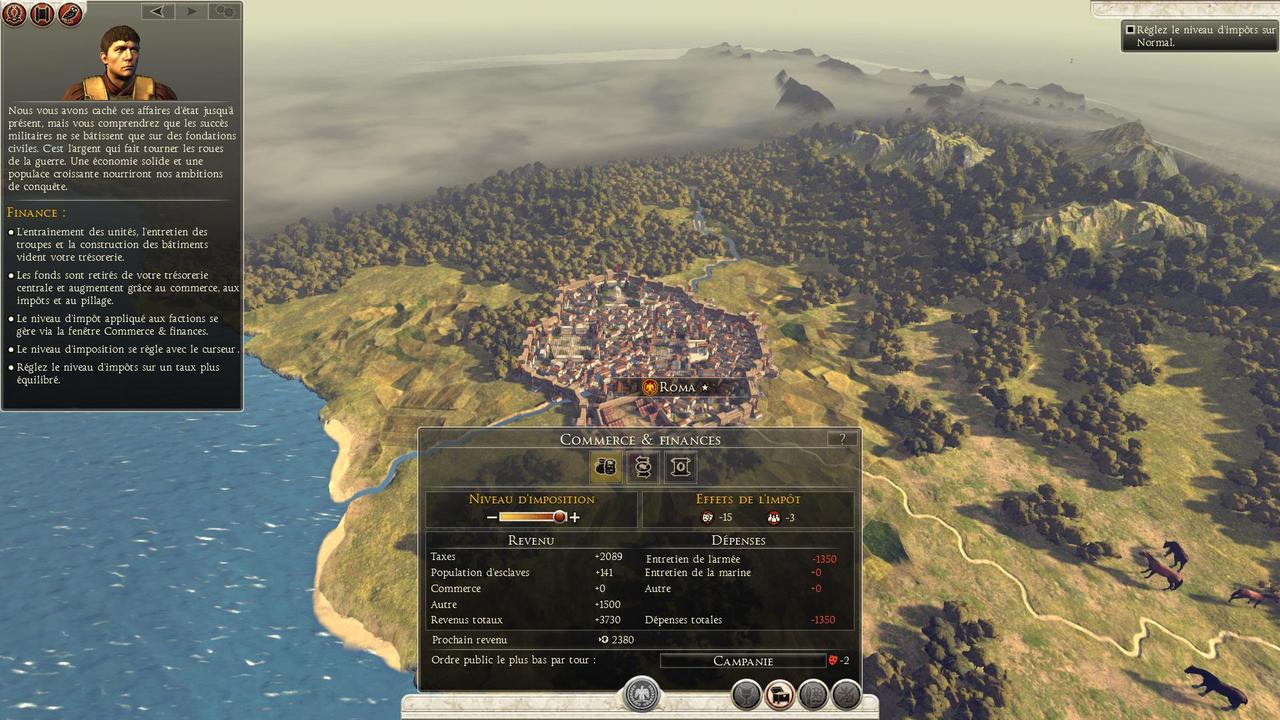 Nous vous avons caché ces affaires d'état jusqu'à
présent, mais vous comprendrez que les succès
militaires ne se bâtissent que sur des fondations
civiles. C'est l'argent qui fait tourner les roues
de la guerre. Une économie solide et une
populace croissante nourriront nos ambitions
de conquête.
Finance :
• L'entraînement des unités, l'entretien des
troupes et la construction des bâtiments
vident votre trésorerie.
• Les fonds sont retirés de votre trésorerie
centrale et augmentent grâce au commerce, aux
impôts et au pillage.
• Le niveau d'impôt appliqué aux factions se
gère via la fenêtre Commerce & finances.
• Le niveau d'imposition se règle avec le curseur.
• Réglez le niveau d'impôts sur un taux plus
équilibré.
Réglez le niveau d'impôts sur
Normal.
Roma
Commerce & finances
?
Niveau d'imposition
Effets de l'impôt
-15 -3
Revenu
Dépenses
Taxes +2089
Population d'esclaves +141
Commerce +0
Autre +1500
Revenus totaux +3730
Entretien de l'armée -1350
Entretien de la marine +0
Autre +0
Dépenses totales -1350
Prochain revenu 2380
Ordre public le plus bas par tour : Campanie -2